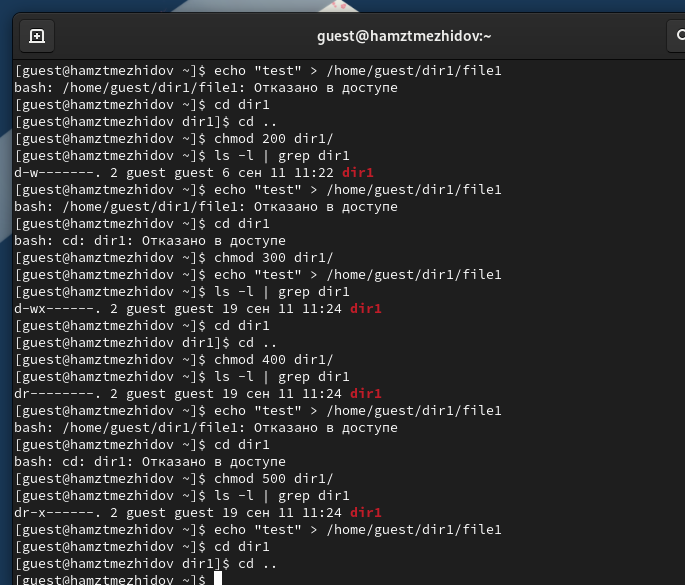 guest@hamztmezhidov:~
[guest@hamztmezhidov ~]$ echo "test" > /home/guest/dir1/file1
bash: /home/guest/dir1/file1: Отказано в доступе
[guest@hamztmezhidov ~]$ cd dir1
[guest@hamztmezhidov dir1]$ cd ..
[guest@hamztmezhidov ~]$ chmod 200 dir1/
[guest@hamztmezhidov ~]$ ls -l | grep dir1
d-w-------. 2 guest guest 6 сен 11 11:22 dir1
[guest@hamztmezhidov ~]$ echo "test" > /home/guest/dir1/file1
bash: /home/guest/dir1/file1: Отказано в доступе
[guest@hamztmezhidov ~]$ cd dir1
bash: cd: dir1: Отказано в доступе
[guest@hamztmezhidov ~]$ chmod 300 dir1/
[guest@hamztmezhidov ~]$ echo "test" > /home/guest/dir1/file1
[guest@hamztmezhidov ~]$ ls -l | grep dir1
d-wx------. 2 guest guest 19 сен 11 11:24 dir1
[guest@hamztmezhidov ~]$ cd dir1
[guest@hamztmezhidov dir1]$ cd ..
[guest@hamztmezhidov ~]$ chmod 400 dir1/
[guest@hamztmezhidov ~]$ ls -l | grep dir1
dr--------. 2 guest guest 19 сен 11 11:24 dir1
[guest@hamztmezhidov ~]$ echo "test" > /home/guest/dir1/file1
bash: /home/guest/dir1/file1: Отказано в доступе
[guest@hamztmezhidov ~]$ cd dir1
bash: cd: dir1: Отказано в доступе
[guest@hamztmezhidov ~]$ chmod 500 dir1/
[guest@hamztmezhidov ~]$ ls -l | grep dir1
dr-x------. 2 guest guest 19 сен 11 11:24 dir1
[guest@hamztmezhidov ~]$ echo "test" > /home/guest/dir1/file1
[guest@hamztmezhidov ~]$ cd dir1
[guest@hamztmezhidov dir1]$ cd ..
[guest@hamztmezhidov ~]$